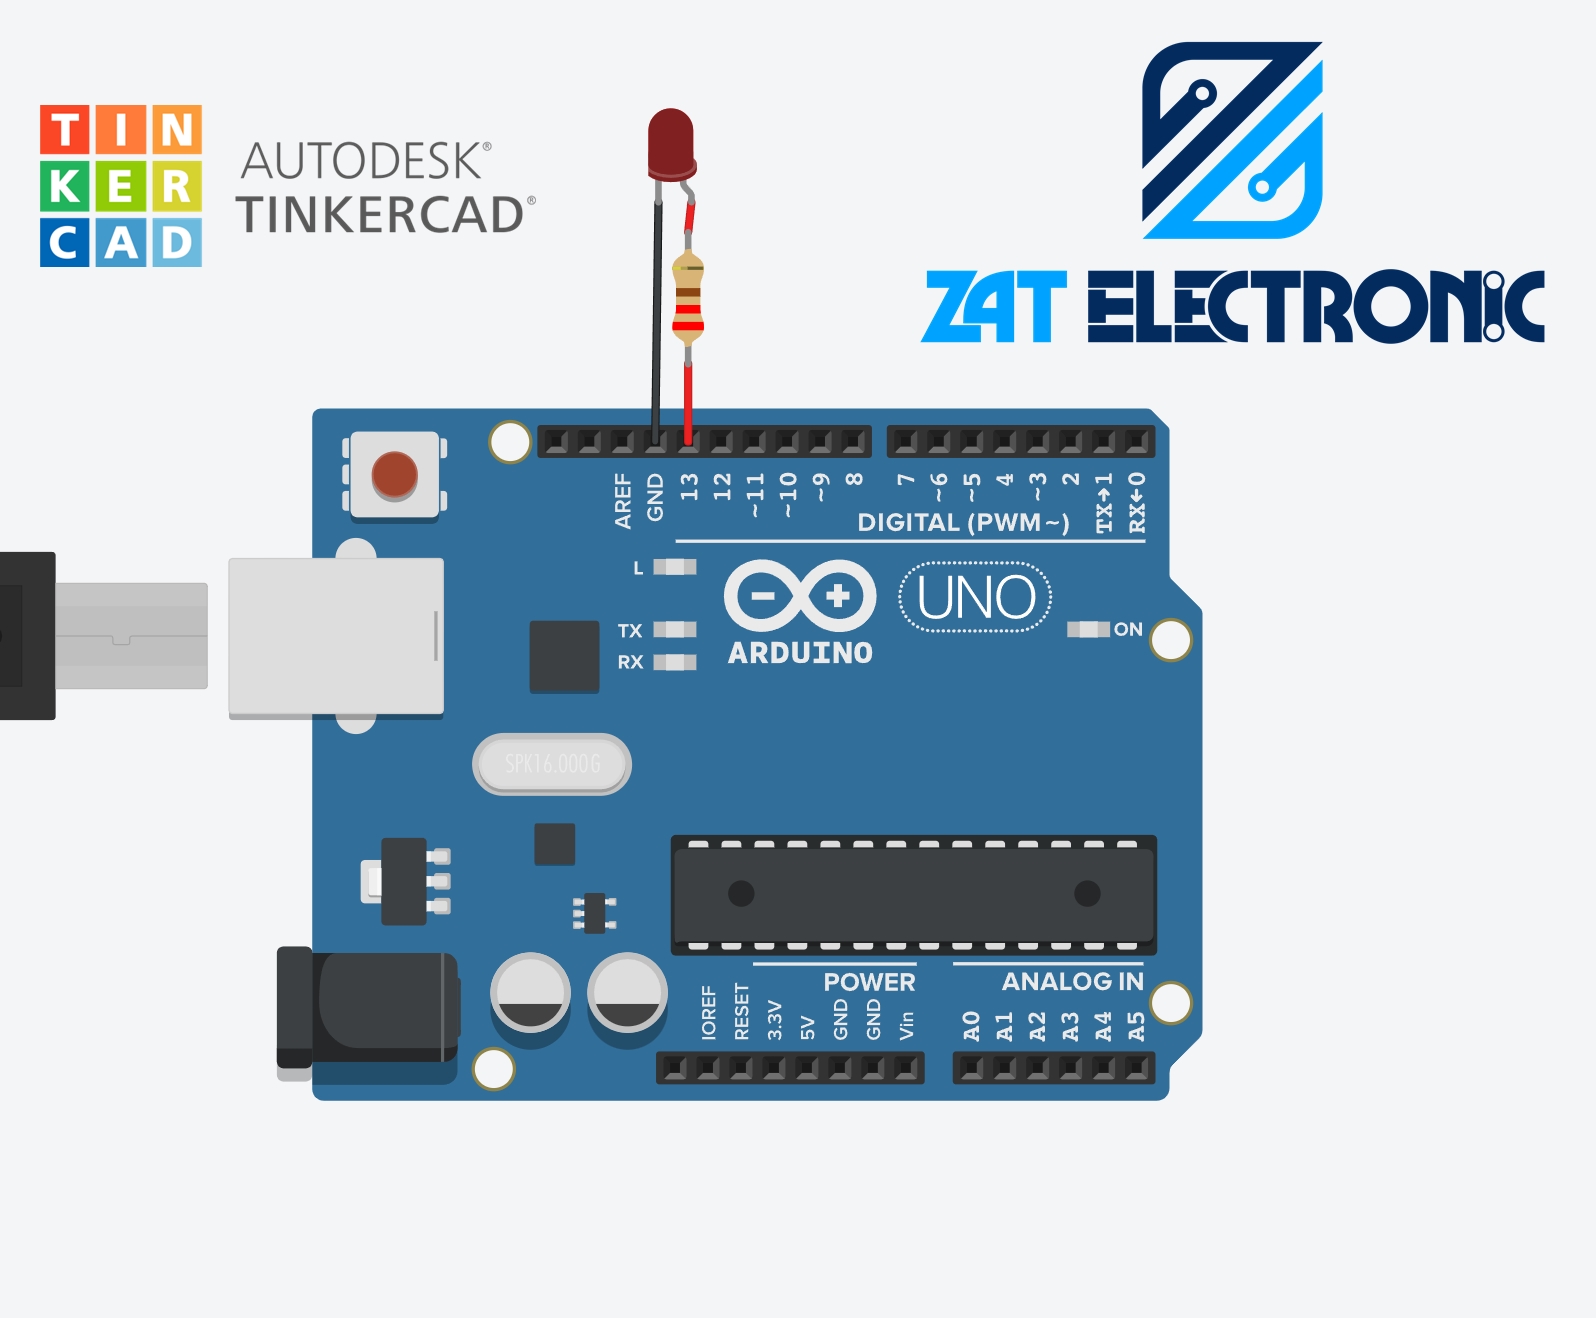 TIN
KER
CAD
AUTODESK®
TINKERCAD®
ZAT ELECTRONIC
AREF
GND
13
12
~11
~10
~9
8
7
~6
~5
4
~3
2
TX→1
RX←0
DIGITAL (PWM~)
L
TX
RX
ARDUINO
UNO
ON
SPK16.000G
POWER
ANALOG IN
IOREF
RESET
3.3V
5V
GND
GND
Vin
A0
A1
A2
A3
A4
A5